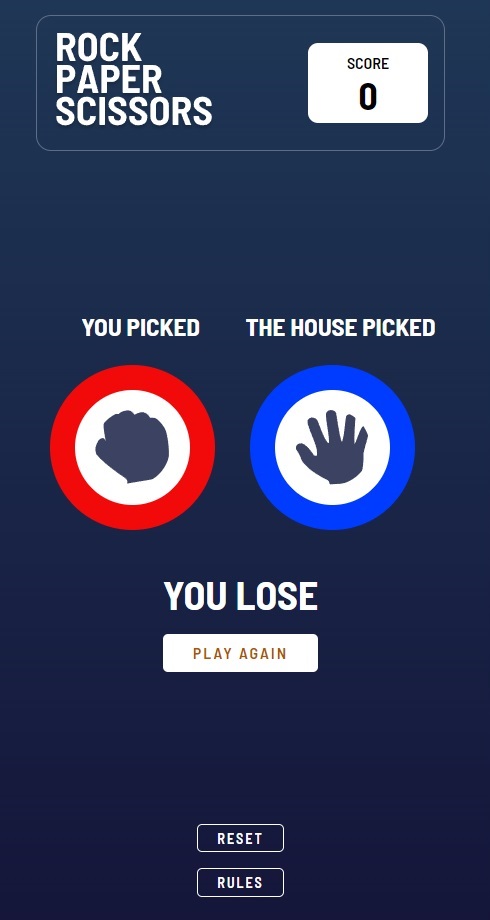 ROCK
PAPER
SCISSORS
SCORE
0
YOU PICKED
THE HOUSE PICKED
YOU LOSE
PLAY AGAIN
RESET
RULES